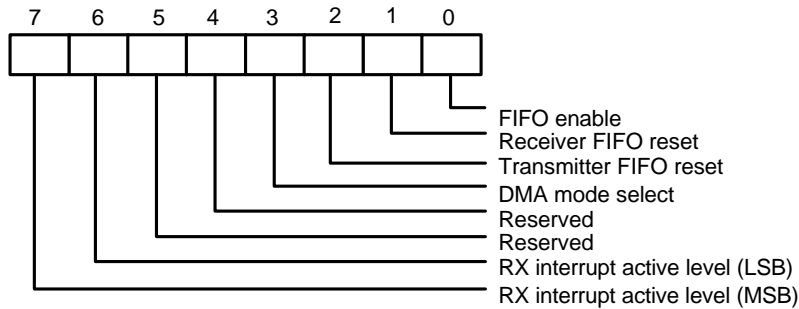 7 6 5 4 3 2 1 0
FIFO enable
Receiver FIFO reset
Transmitter FIFO reset
DMA mode select
Reserved
Reserved
RX interrupt active level (LSB)
RX interrupt active level (MSB)